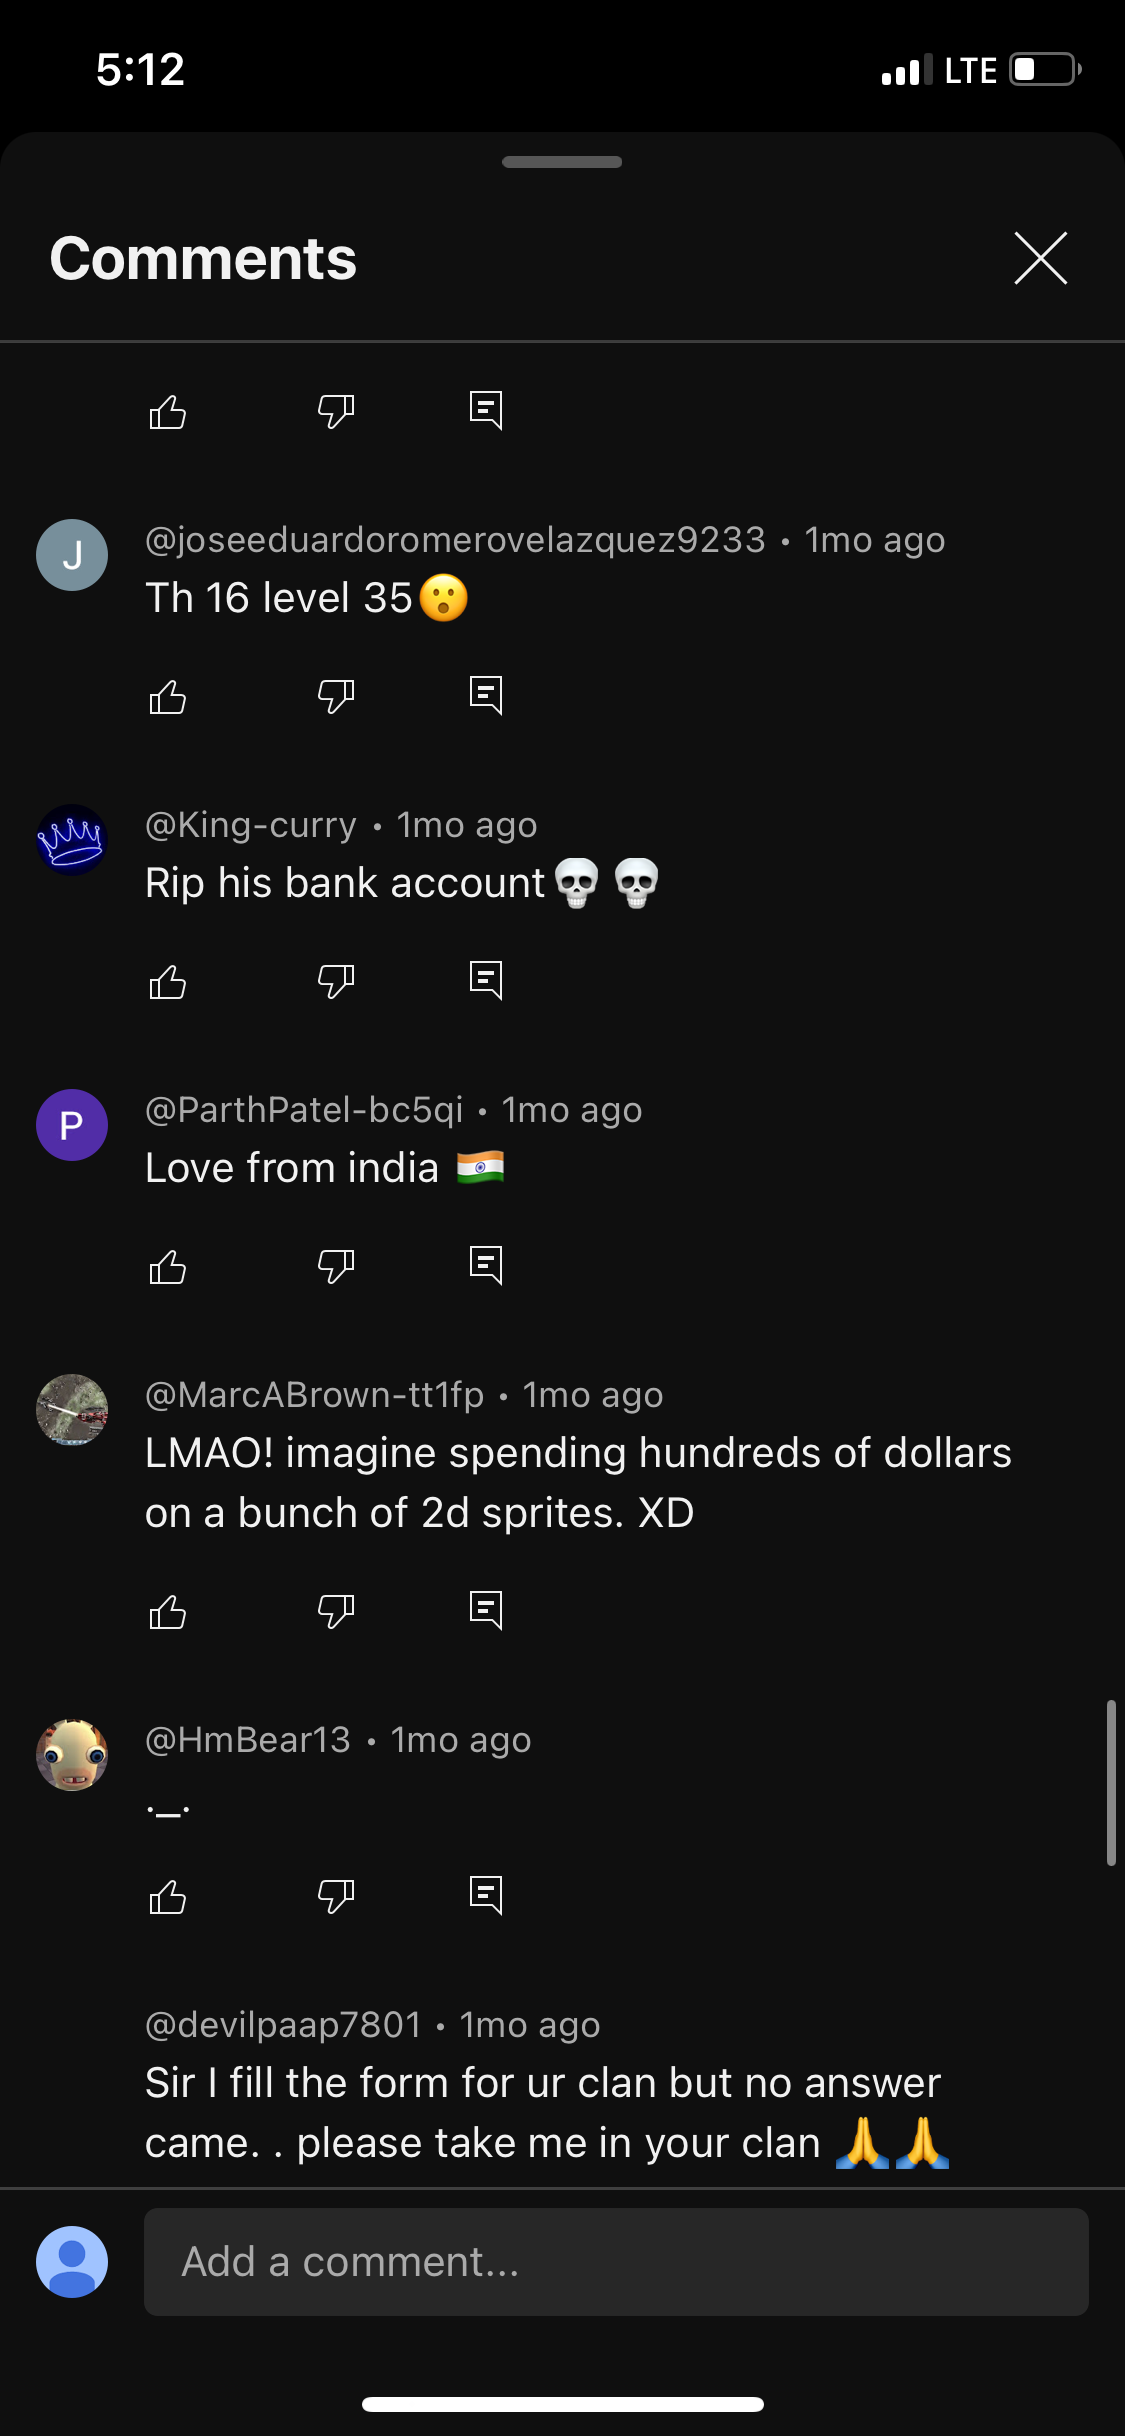 5:12
LTE
Comments
@joseeduardoromerovelazquez9233 • 1mo ago
J
Th 16 level 35😮
@King-curry • 1mo ago
Rip his bank account💀💀
@ParthPatel-bc5qi • 1mo ago
P
Love from india 🇮🇳
@MarcABrown-tt1fp • 1mo ago
LMAO! imagine spending hundreds of dollars
on a bunch of 2d sprites. XD
@HmBear13 • 1mo ago
·_·
@devilpaap7801 • 1mo ago
Sir I fill the form for ur clan but no answer
came. . please take me in your clan 🙏🙏
Add a comment...